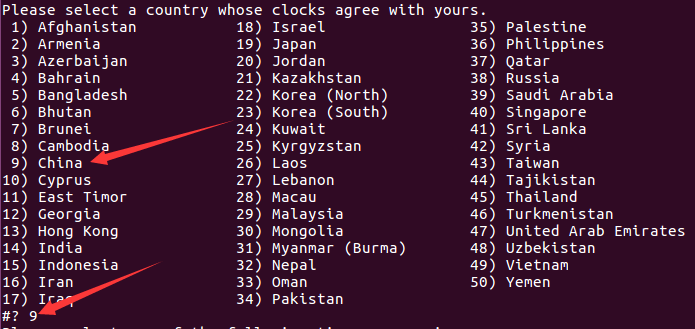 Please select a country whose clocks agree with yours.
 1) Afghanistan           18) Israel                35) Palestine
 2) Armenia               19) Japan                 36) Philippines
 3) Azerbaijan            20) Jordan                37) Qatar
 4) Bahrain               21) Kazakhstan            38) Russia
 5) Bangladesh            22) Korea (North)         39) Saudi Arabia
 6) Bhutan                23) Korea (South)         40) Singapore
 7) Brunei                24) Kuwait                41) Sri Lanka
 8) Cambodia              25) Kyrgyzstan            42) Syria
 9) China                 26) Laos                  43) Taiwan
10) Cyprus                27) Lebanon               44) Tajikistan
11) East Timor            28) Macau                 45) Thailand
12) Georgia               29) Malaysia              46) Turkmenistan
13) Hong Kong             30) Mongolia              47) United Arab Emirates
14) India                 31) Myanmar (Burma)       48) Uzbekistan
15) Indonesia             32) Nepal                 49) Vietnam
16) Iran                  33) Oman                  50) Yemen
17) Iraq                  34) Pakistan
#? 9